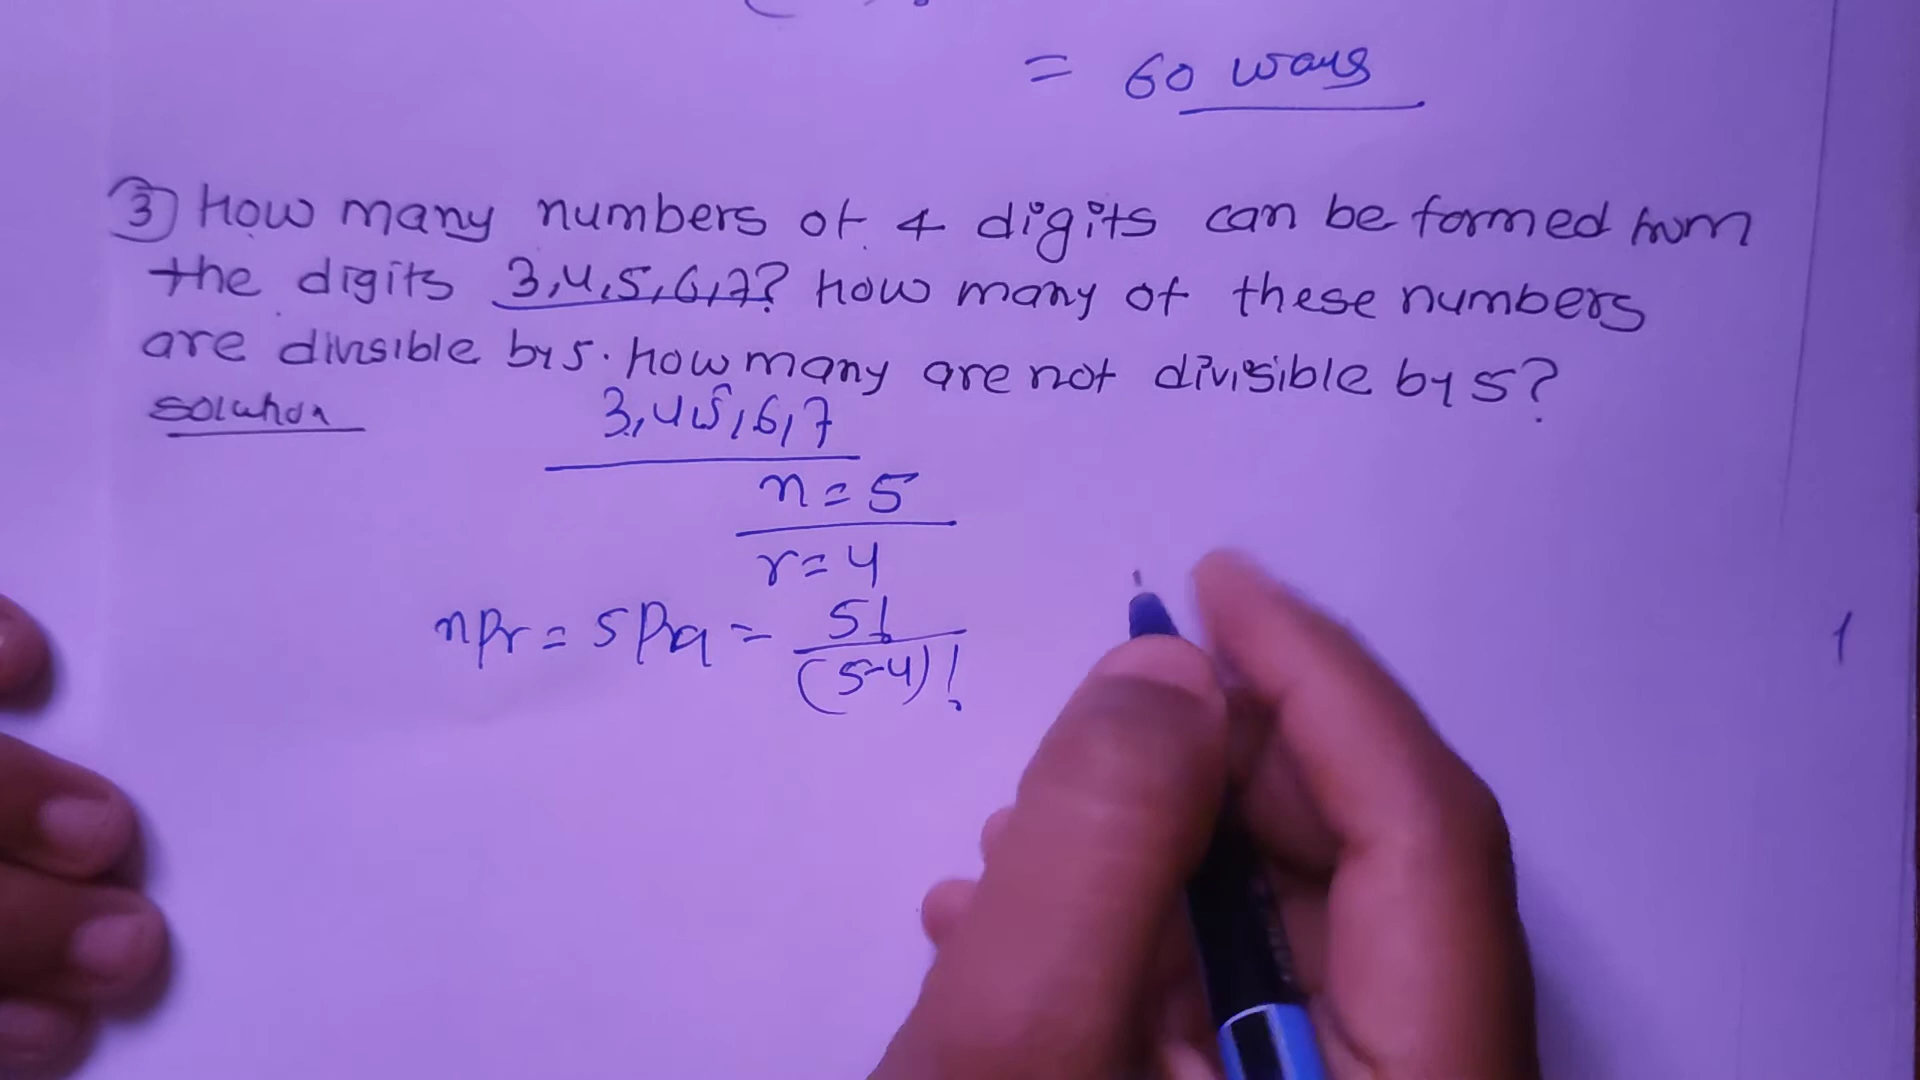 = 60 ways
③ How many numbers of 4 digits can be formed from
the digits 3,4,5,6,7? how many of these numbers
are divisible by 5. how many are not divisible by 5?
solution
3,4,5,6,7
n = 5
r = 4
nPr = 5P4 = 5!
(5-4)!